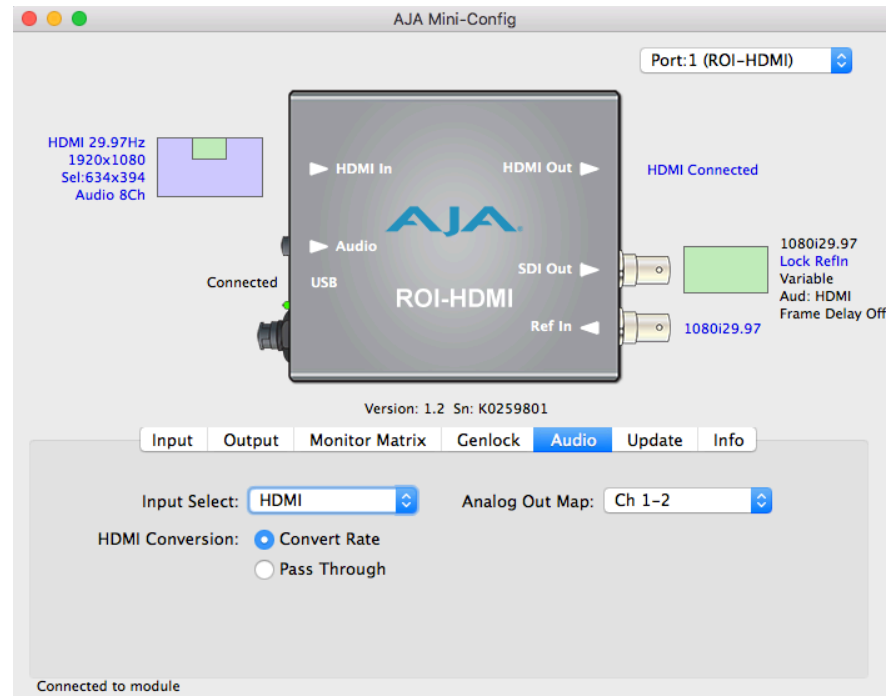 AJA Mini-Config
Port:1 (ROI-HDMI)
HDMI 29.97Hz
1920x1080
Sel:634x394
Audio 8Ch
HDMI In
HDMI Out
HDMI Connected
AJA
Audio
Connected
USB
SDI Out
ROI-HDMI
Ref In
1080i29.97
Lock RefIn
Variable
Aud: HDMI
Frame Delay Off
1080i29.97
Version: 1.2 Sn: K0259801
Input Output Monitor Matrix Genlock Audio Update Info
Input Select: HDMI
Analog Out Map: Ch 1-2
HDMI Conversion: Convert Rate
Pass Through
Connected to module